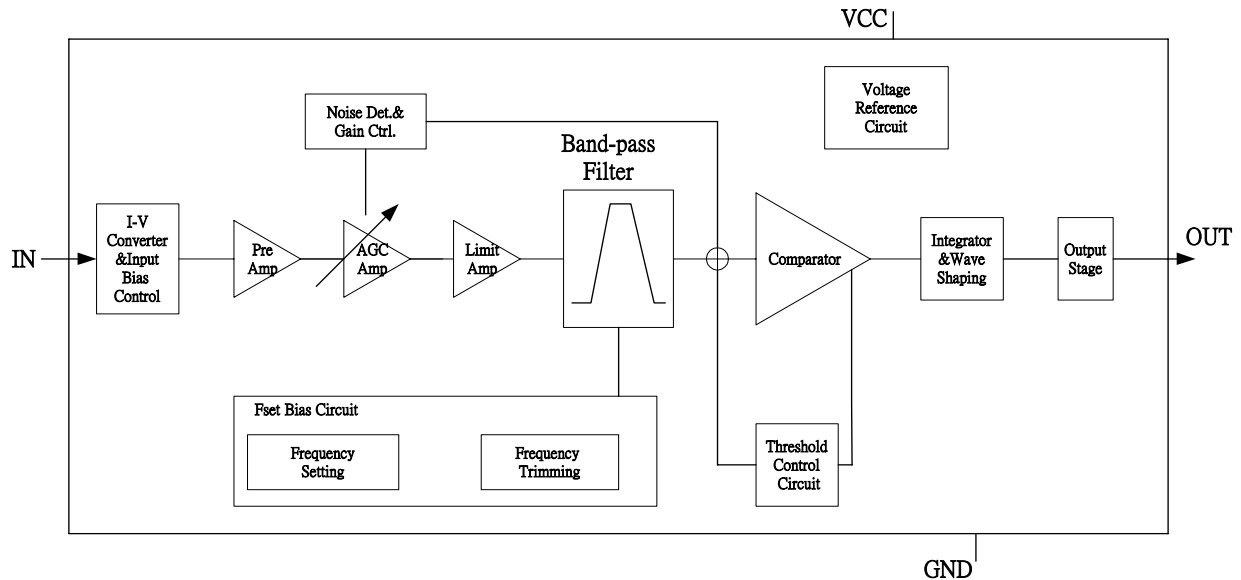 VCC
Voltage
Reference
Circuit
Noise Det.&
Gain Ctrl.
Band-pass
Filter
IN
I-V
Converter
&Input
Bias
Control
Pre
Amp
AGC
Amp
Limit
Amp
Comparator
Integrator
&Wave
Shaping
Output
Stage
OUT
Fset Bias Circuit
Frequency
Setting
Frequency
Trimming
Threshold
Control
Circuit
GND